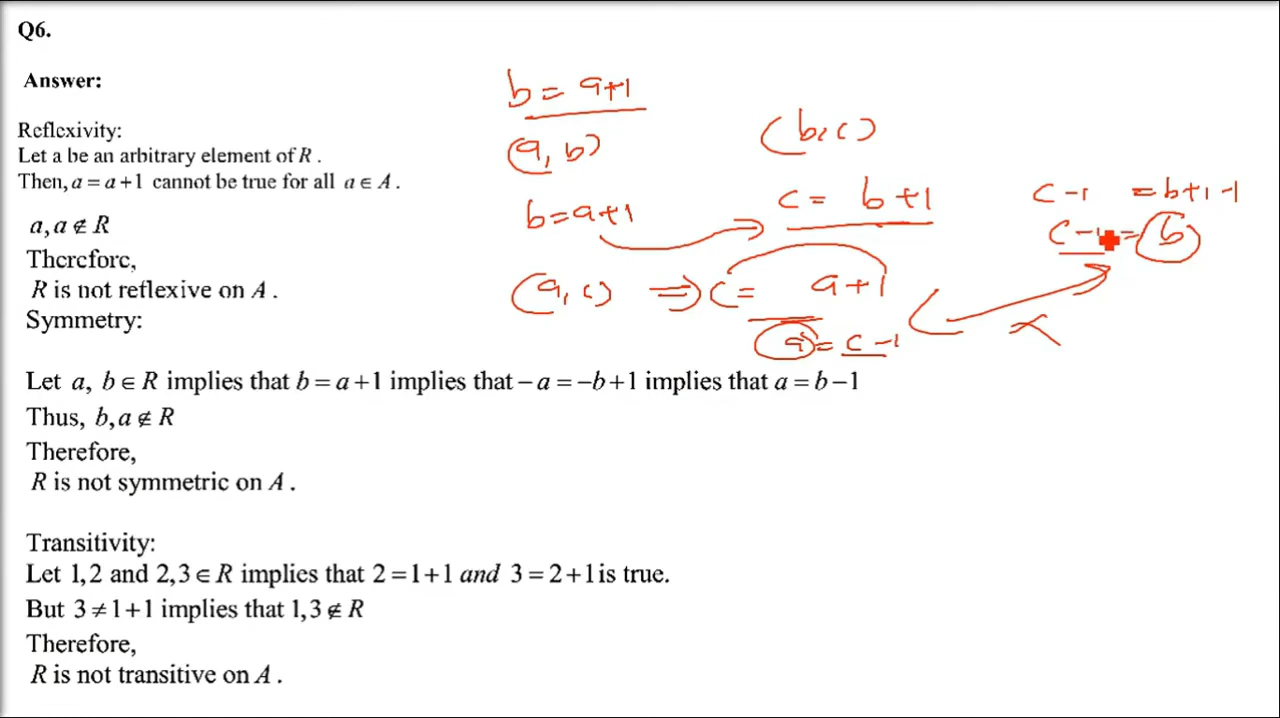 Q6.
Answer:
Reflexivity:
Let a be an arbitrary element of R .
Then, a = a +1 cannot be true for all a ∈ A .
a, a ∉ R
Therefore,
R is not reflexive on A .
Symmetry:
b = a+1
(a, b)
b=a+1
(a, c) ⇒ c = a+1
a = c -1
(b, c)
c = b+1
c-1 = b+1-1
c-1 = b
Let a, b ∈ R implies that b = a +1 implies that − a = −b +1 implies that a = b −1
Thus, b, a ∉ R
Therefore,
R is not symmetric on A .
Transitivity:
Let 1,2 and 2,3 ∈ R implies that 2 = 1+1 and 3 = 2 +1 is true.
But 3 ≠ 1+1 implies that 1,3 ∉ R
Therefore,
R is not transitive on A .